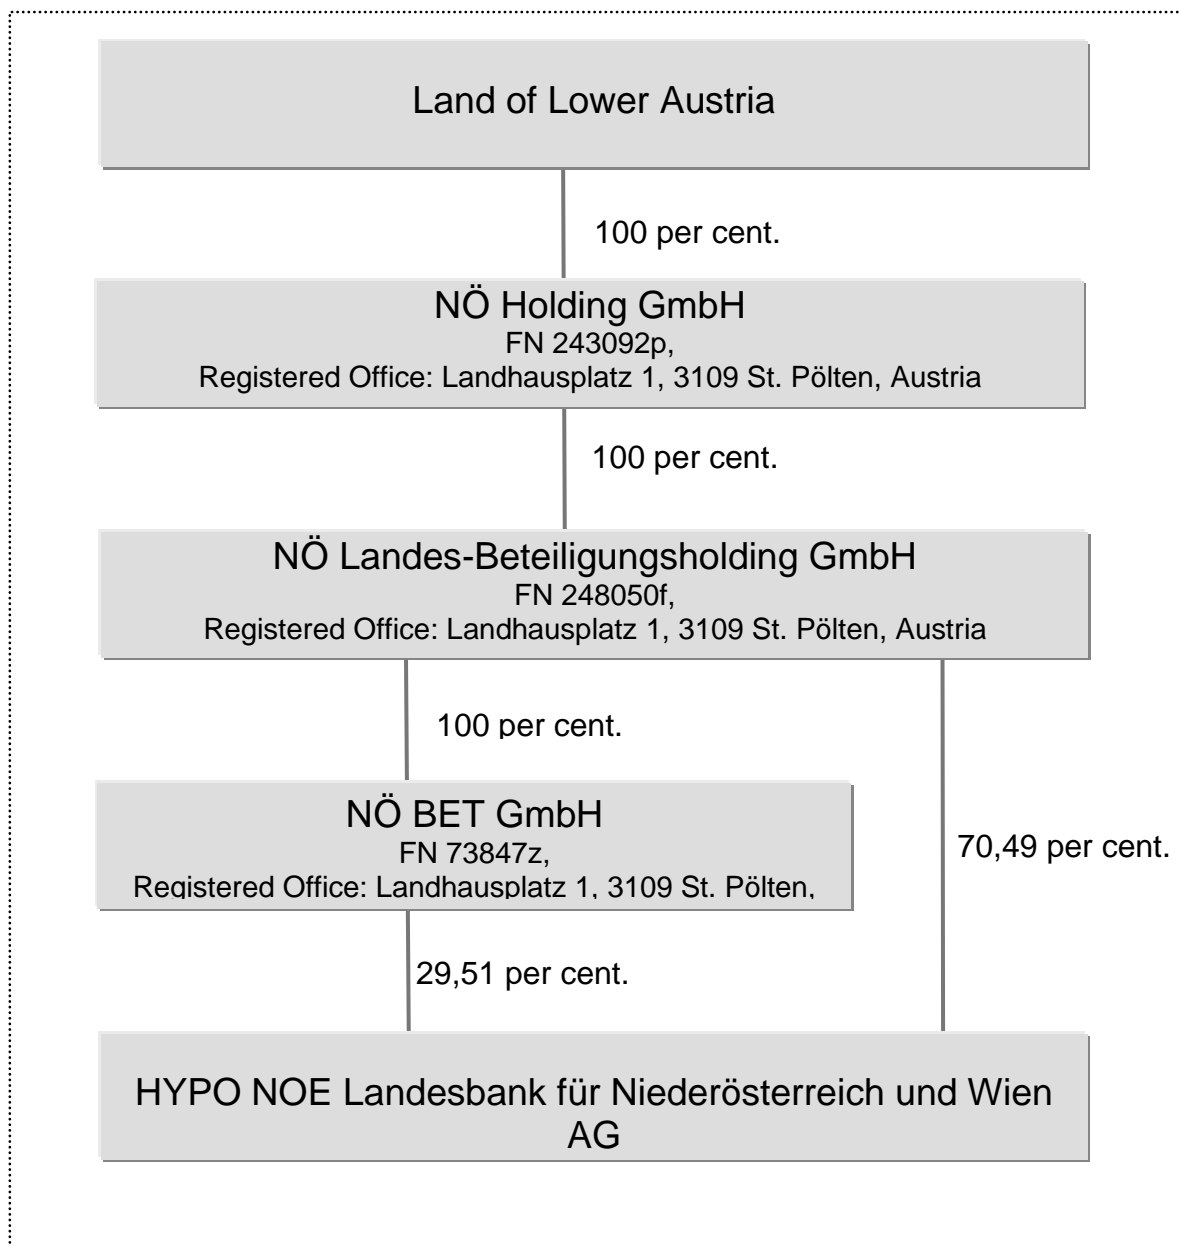 Land of Lower Austria
100 per cent.
NÖ Holding GmbH
FN 243092p,
Registered Office: Landhausplatz 1, 3109 St. Pölten, Austria
100 per cent.
NÖ Landes-Beteiligungsholding GmbH
FN 248050f,
Registered Office: Landhausplatz 1, 3109 St. Pölten, Austria
100 per cent.
NÖ BET GmbH
FN 73847z,
Registered Office: Landhausplatz 1, 3109 St. Pölten,
70,49 per cent.
29,51 per cent.
HYPO NOE Landesbank für Niederösterreich und Wien
AG